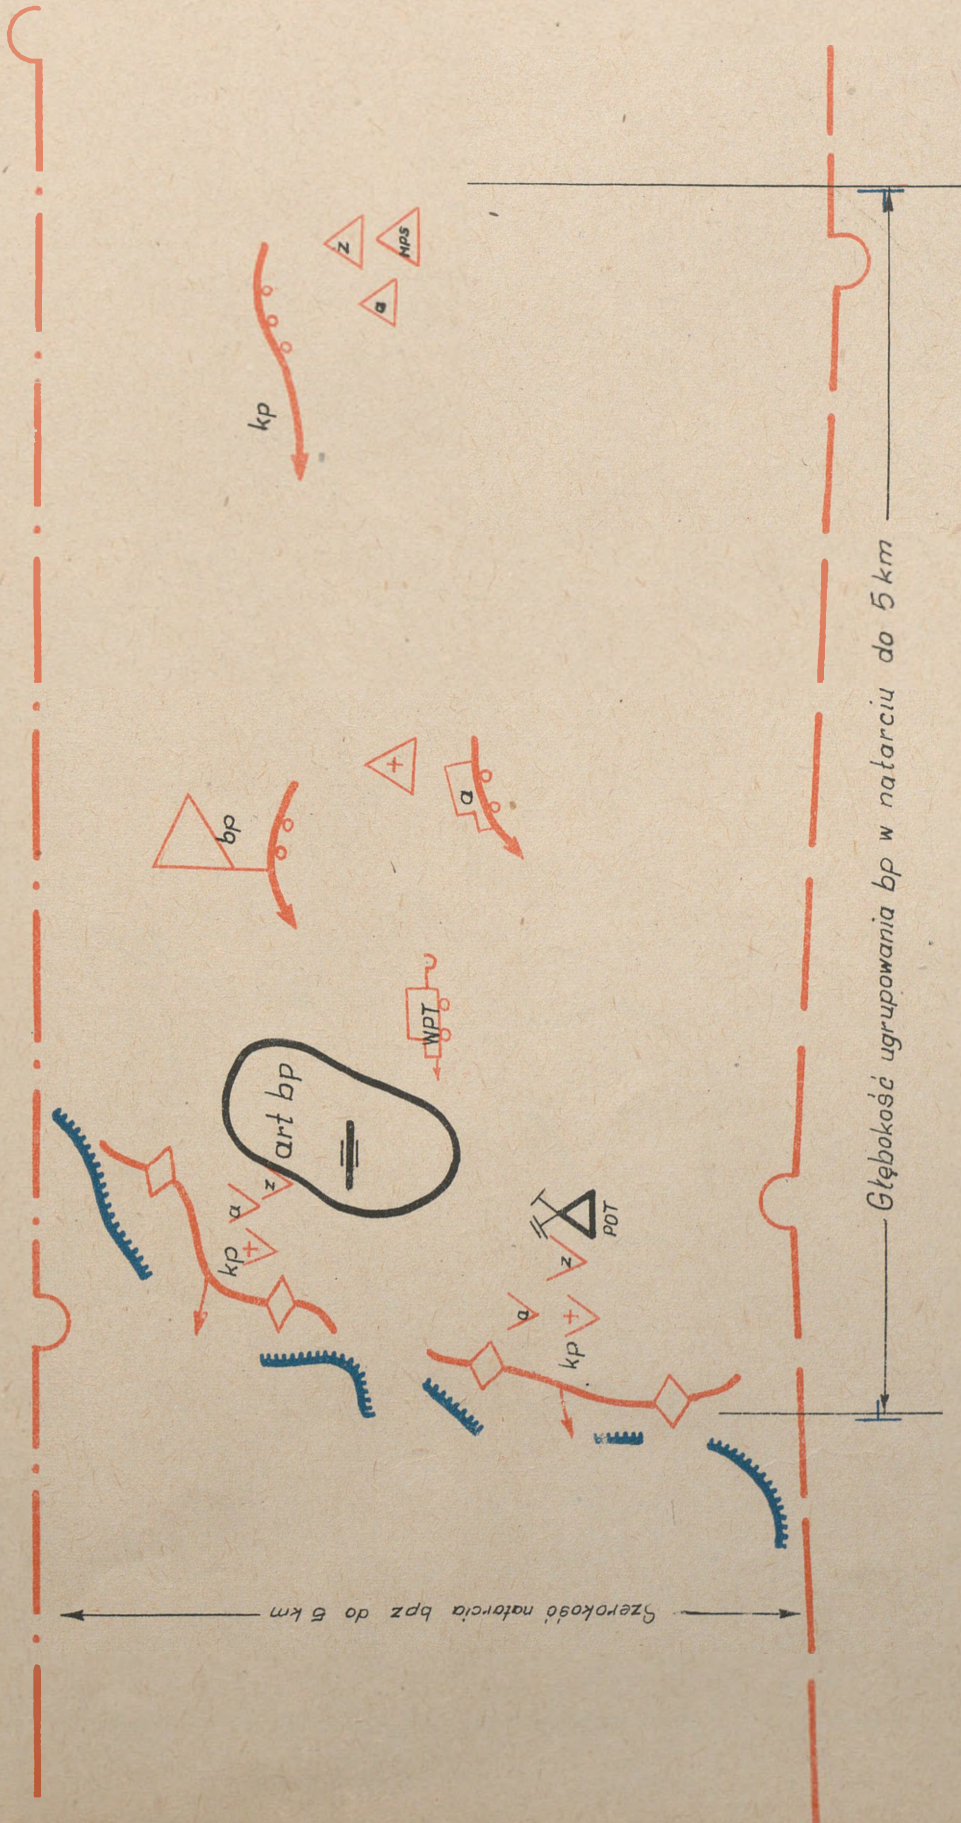 z
MPS
a
kp
+
bp
a
WPT
art bp
z
a
kp
+
POT
z
a
+
kp
Głębokość ugrupowania bp w natarciu do 5 km
Szerokość natarcia bpz do 5 km